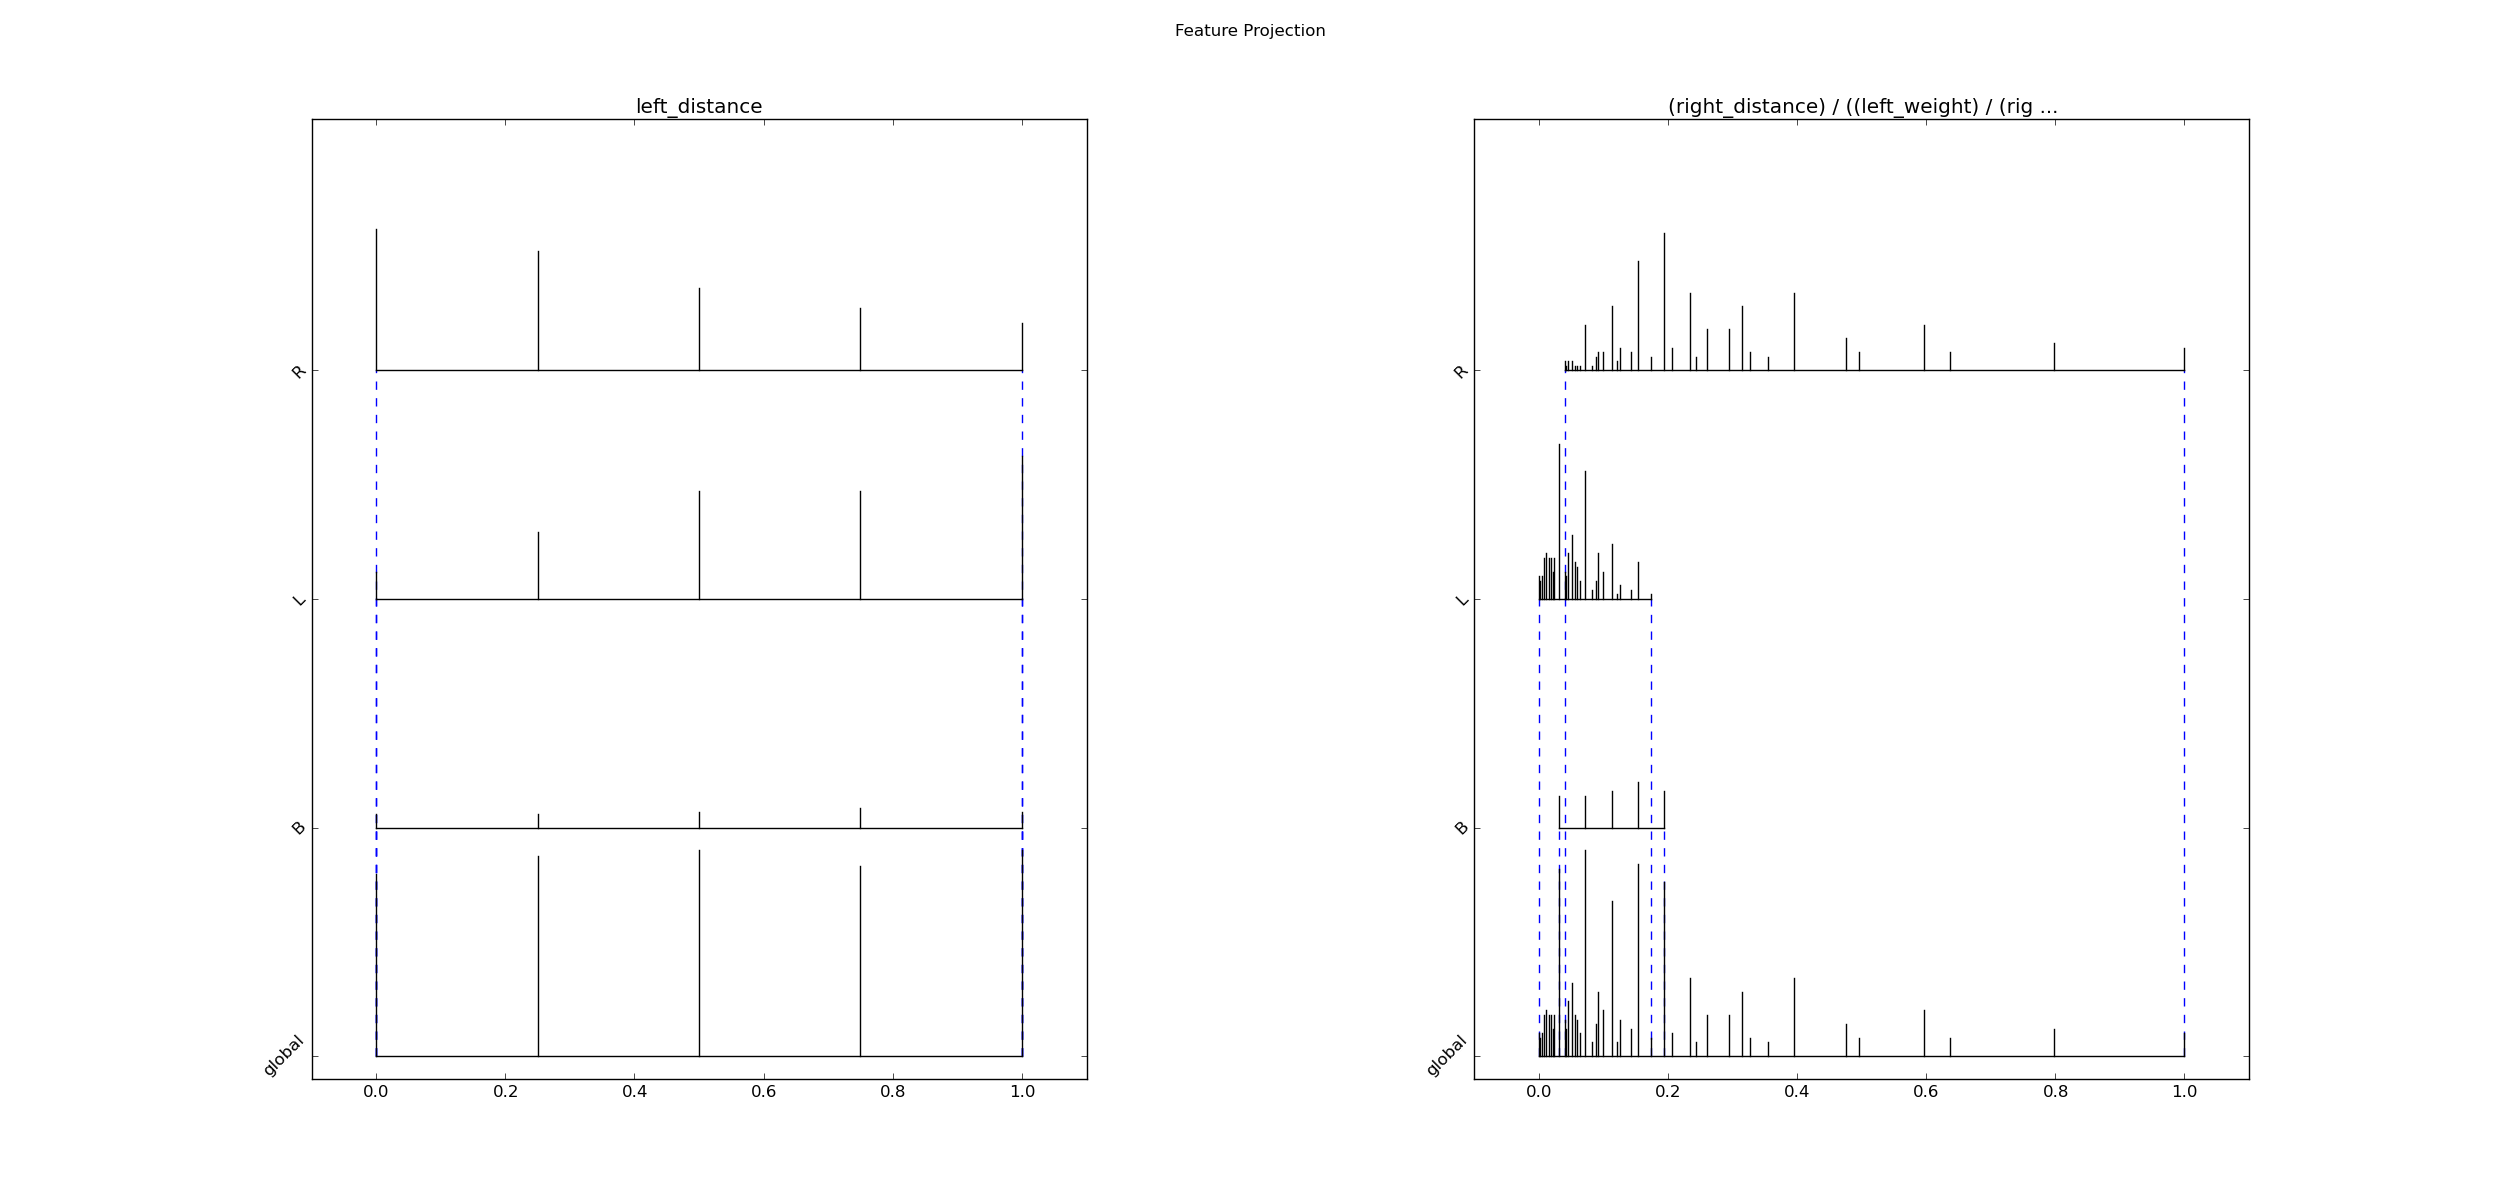 Feature Projection
left_distance
R
L
B
global
0.0 0.2 0.4 0.6 0.8 1.0
(right_distance) / ((left_weight) / (rig ...
R
L
B
global
0.0 0.2 0.4 0.6 0.8 1.0